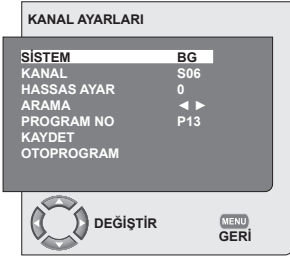 KANAL AYARLARI
SİSTEM BG
KANAL S06
HASSAS AYAR 0
ARAMA ◄ ►
PROGRAM NO P13
KAYDET
OTOPROGRAM
DEĞİŞTİR
MENU
GERİ